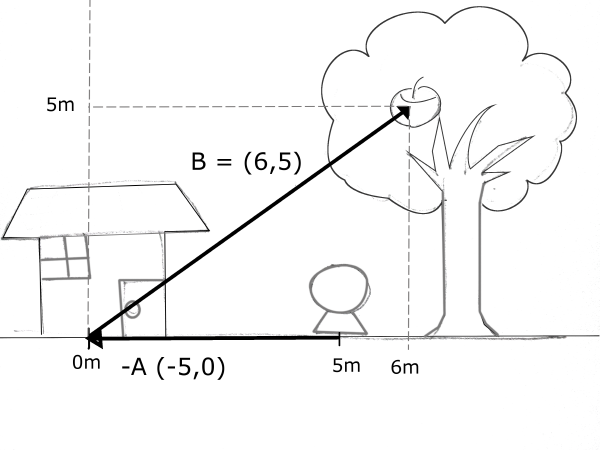 5m
B = (6,5)
0m
-A (-5,0)
5m
6m